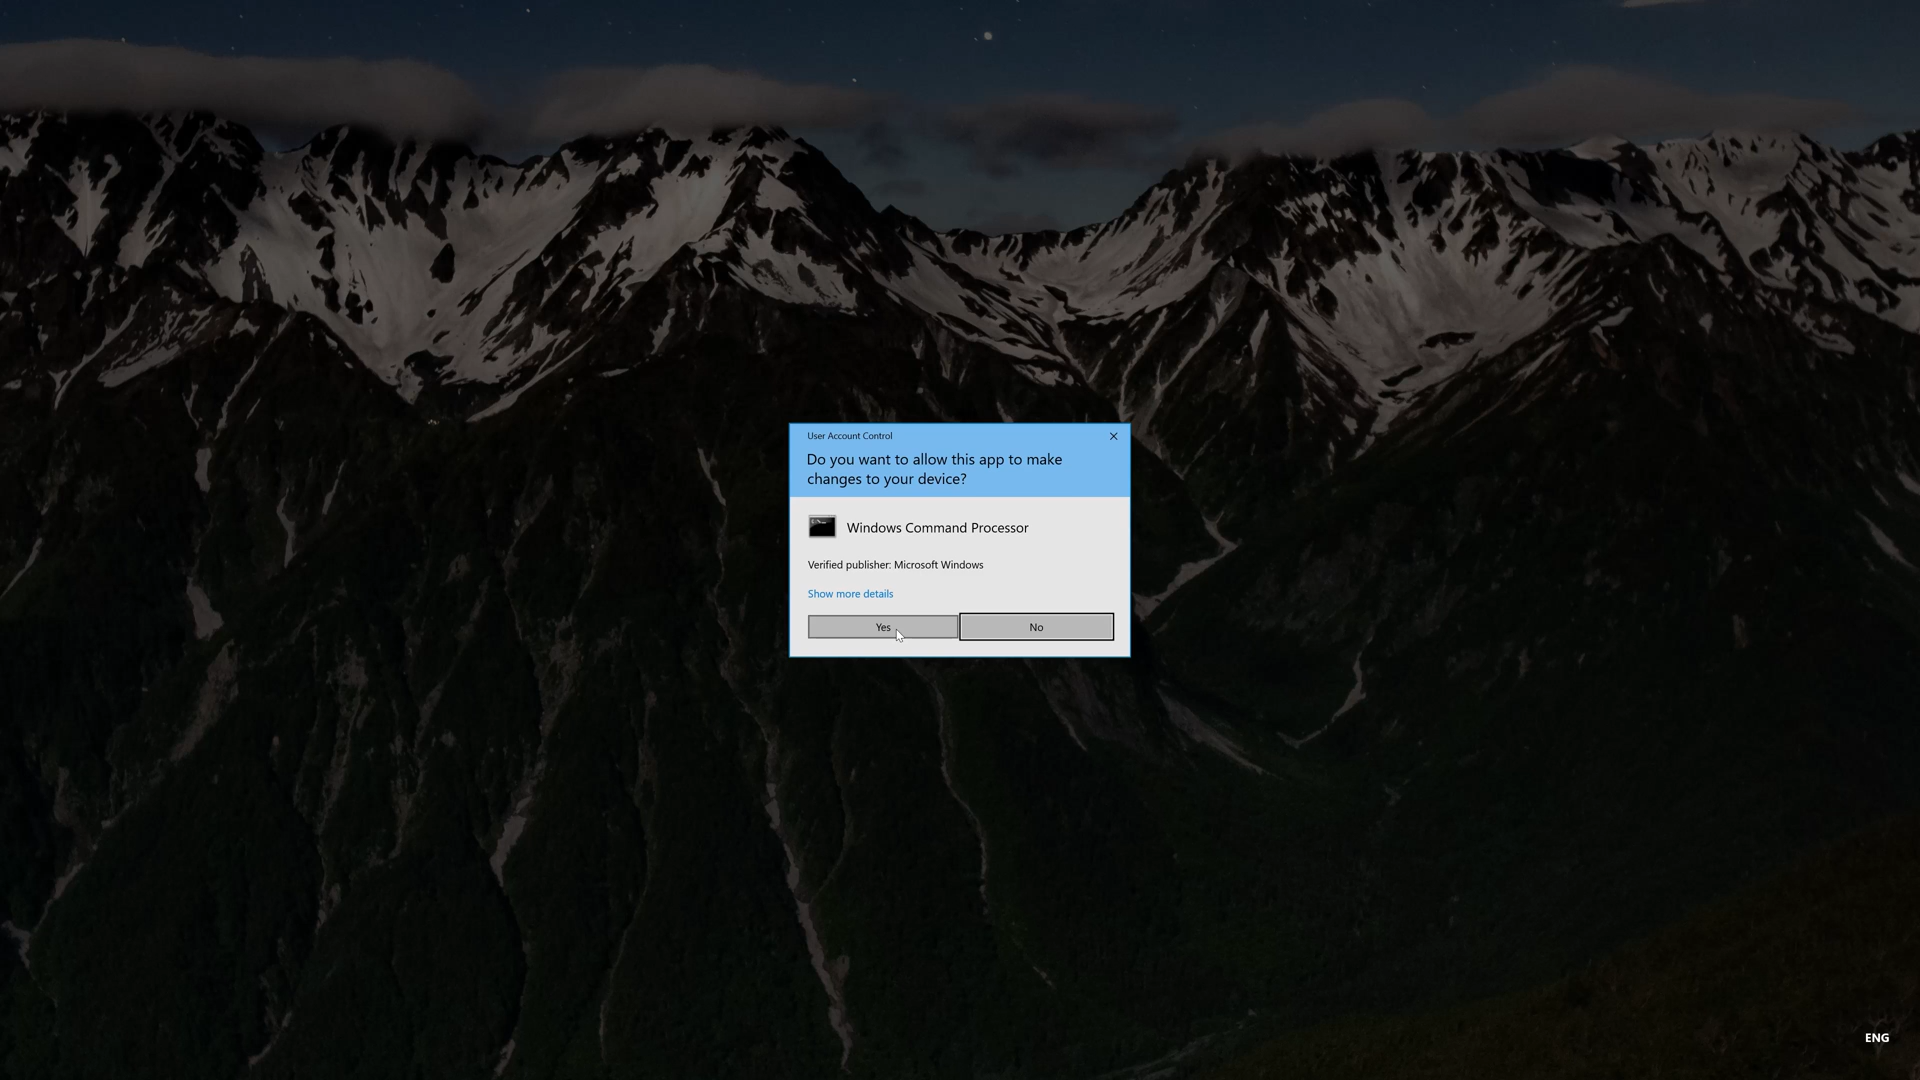 User Account Control
Do you want to allow this app to make
changes to your device?
Windows Command Processor
Verified publisher: Microsoft Windows
Show more details
Yes
No
ENG